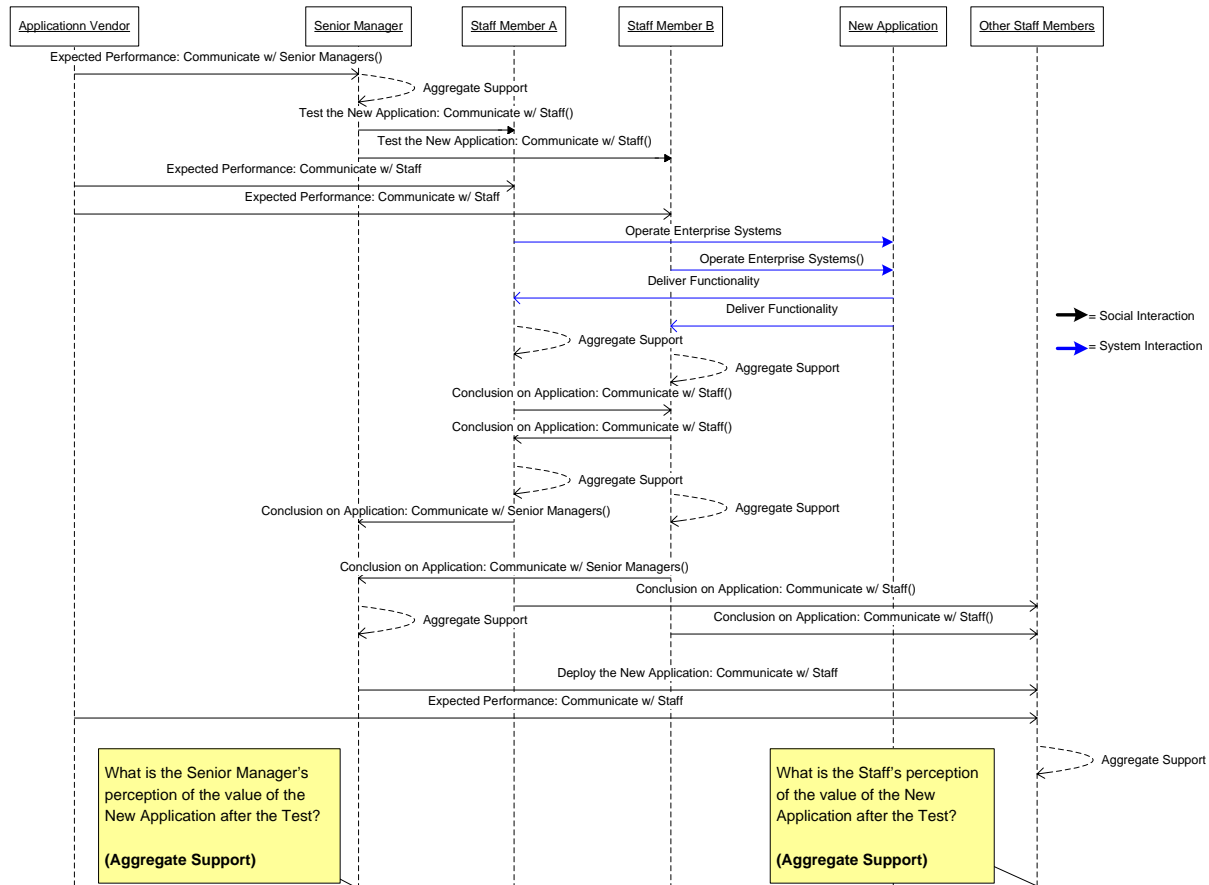 Applicationn Vendor
Senior Manager
Staff Member A
Staff Member B
New Application
Other Staff Members
Expected Performance: Communicate w/ Senior Managers()
Aggregate Support
Test the New Application: Communicate w/ Staff()
Test the New Application: Communicate w/ Staff()
Expected Performance: Communicate w/ Staff
Expected Performance: Communicate w/ Staff
Operate Enterprise Systems
Operate Enterprise Systems()
Deliver Functionality
Deliver Functionality
= Social Interaction
Aggregate Support
= System Interaction
Aggregate Support
Conclusion on Application: Communicate w/ Staff()
Conclusion on Application: Communicate w/ Staff()
Aggregate Support
Aggregate Support
Conclusion on Application: Communicate w/ Senior Managers()
Conclusion on Application: Communicate w/ Senior Managers()
Conclusion on Application: Communicate w/ Staff()
Aggregate Support
Conclusion on Application: Communicate w/ Staff()
Deploy the New Application: Communicate w/ Staff
Expected Performance: Communicate w/ Staff
Aggregate Support
What is the Senior Manager’s
perception of the value of the
New Application after the Test?
(Aggregate Support)
What is the Staff’s perception
of the value of the New
Application after the Test?
(Aggregate Support)